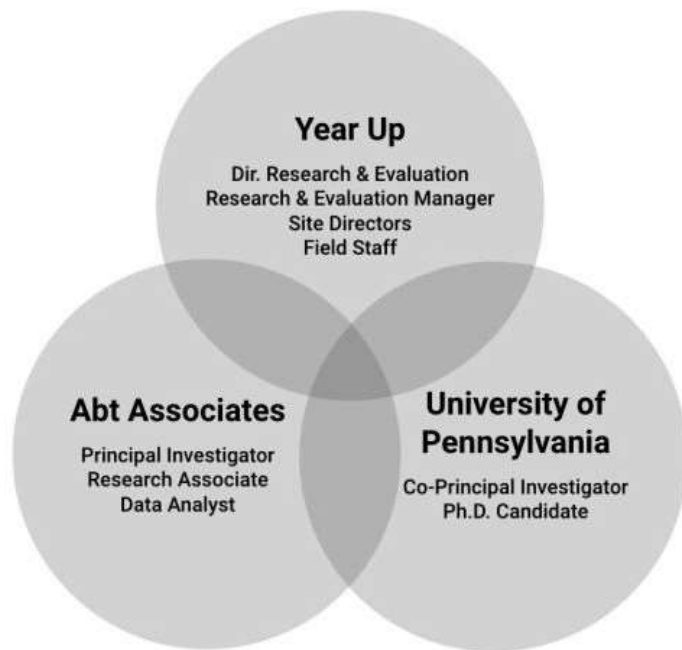 Year Up
Dir. Research & Evaluation
Research & Evaluation Manager
Site Directors
Field Staff
Abt Associates
Principal Investigator
Research Associate
Data Analyst
University of
Pennsylvania
Co-Principal Investigator
Ph.D. Candidate